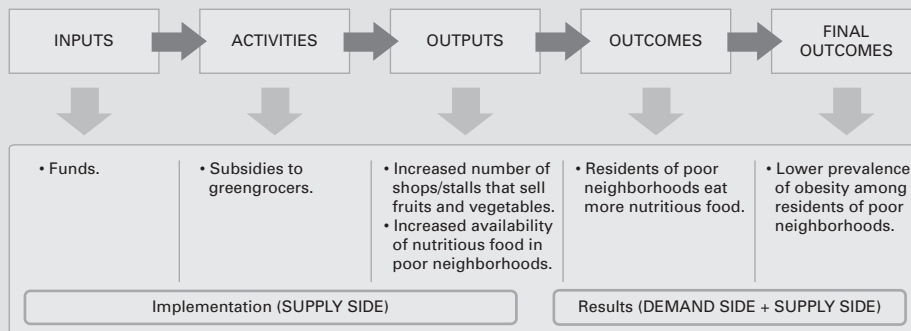 INPUTS
ACTIVITIES
OUTPUTS
OUTCOMES
FINAL
OUTCOMES
• Funds.
• Subsidies to
greengrocers.
• Increased number of
shops/stalls that sell
fruits and vegetables.
• Increased availability
of nutritious food in
poor neighborhoods.
• Residents of poor
neighborhoods eat
more nutritious food.
• Lower prevalence
of obesity among
residents of poor
neighborhoods.
Implementation (SUPPLY SIDE)
Results (DEMAND SIDE + SUPPLY SIDE)